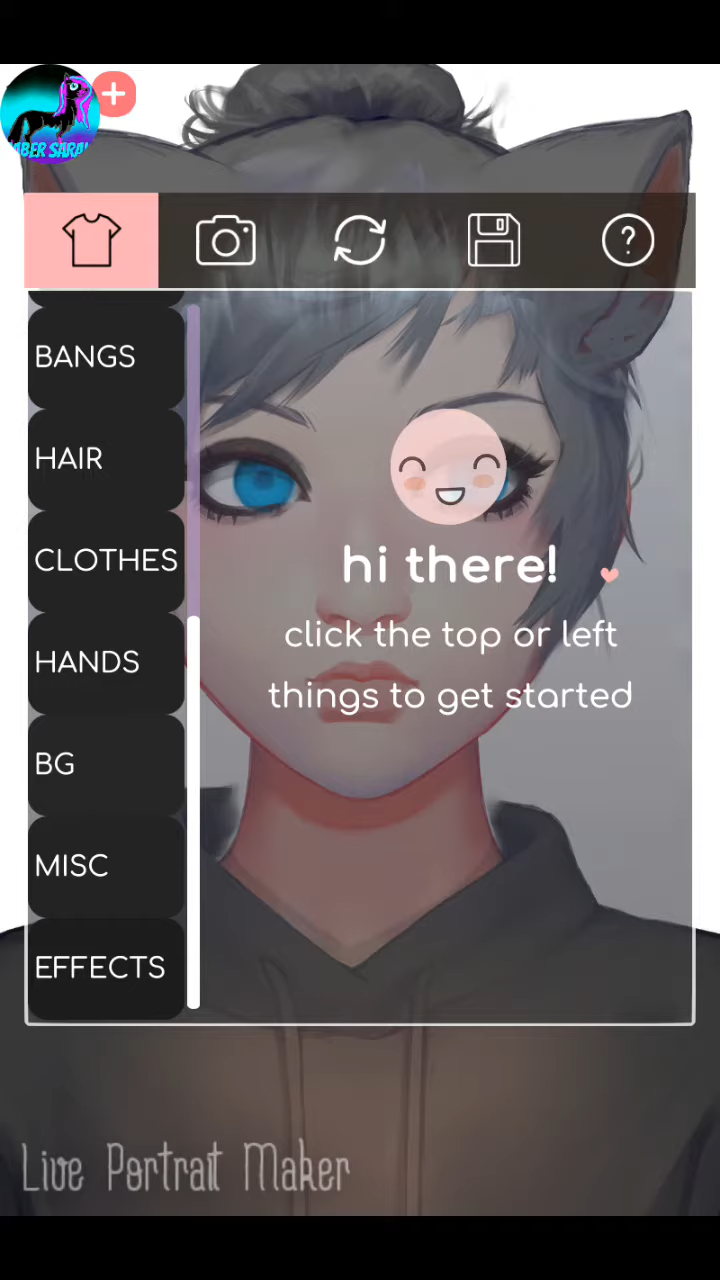 BANGS
HAIR
CLOTHES
HANDS
BG
MISC
EFFECTS
hi there!
click the top or left
things to get started
Live Portrait Maker